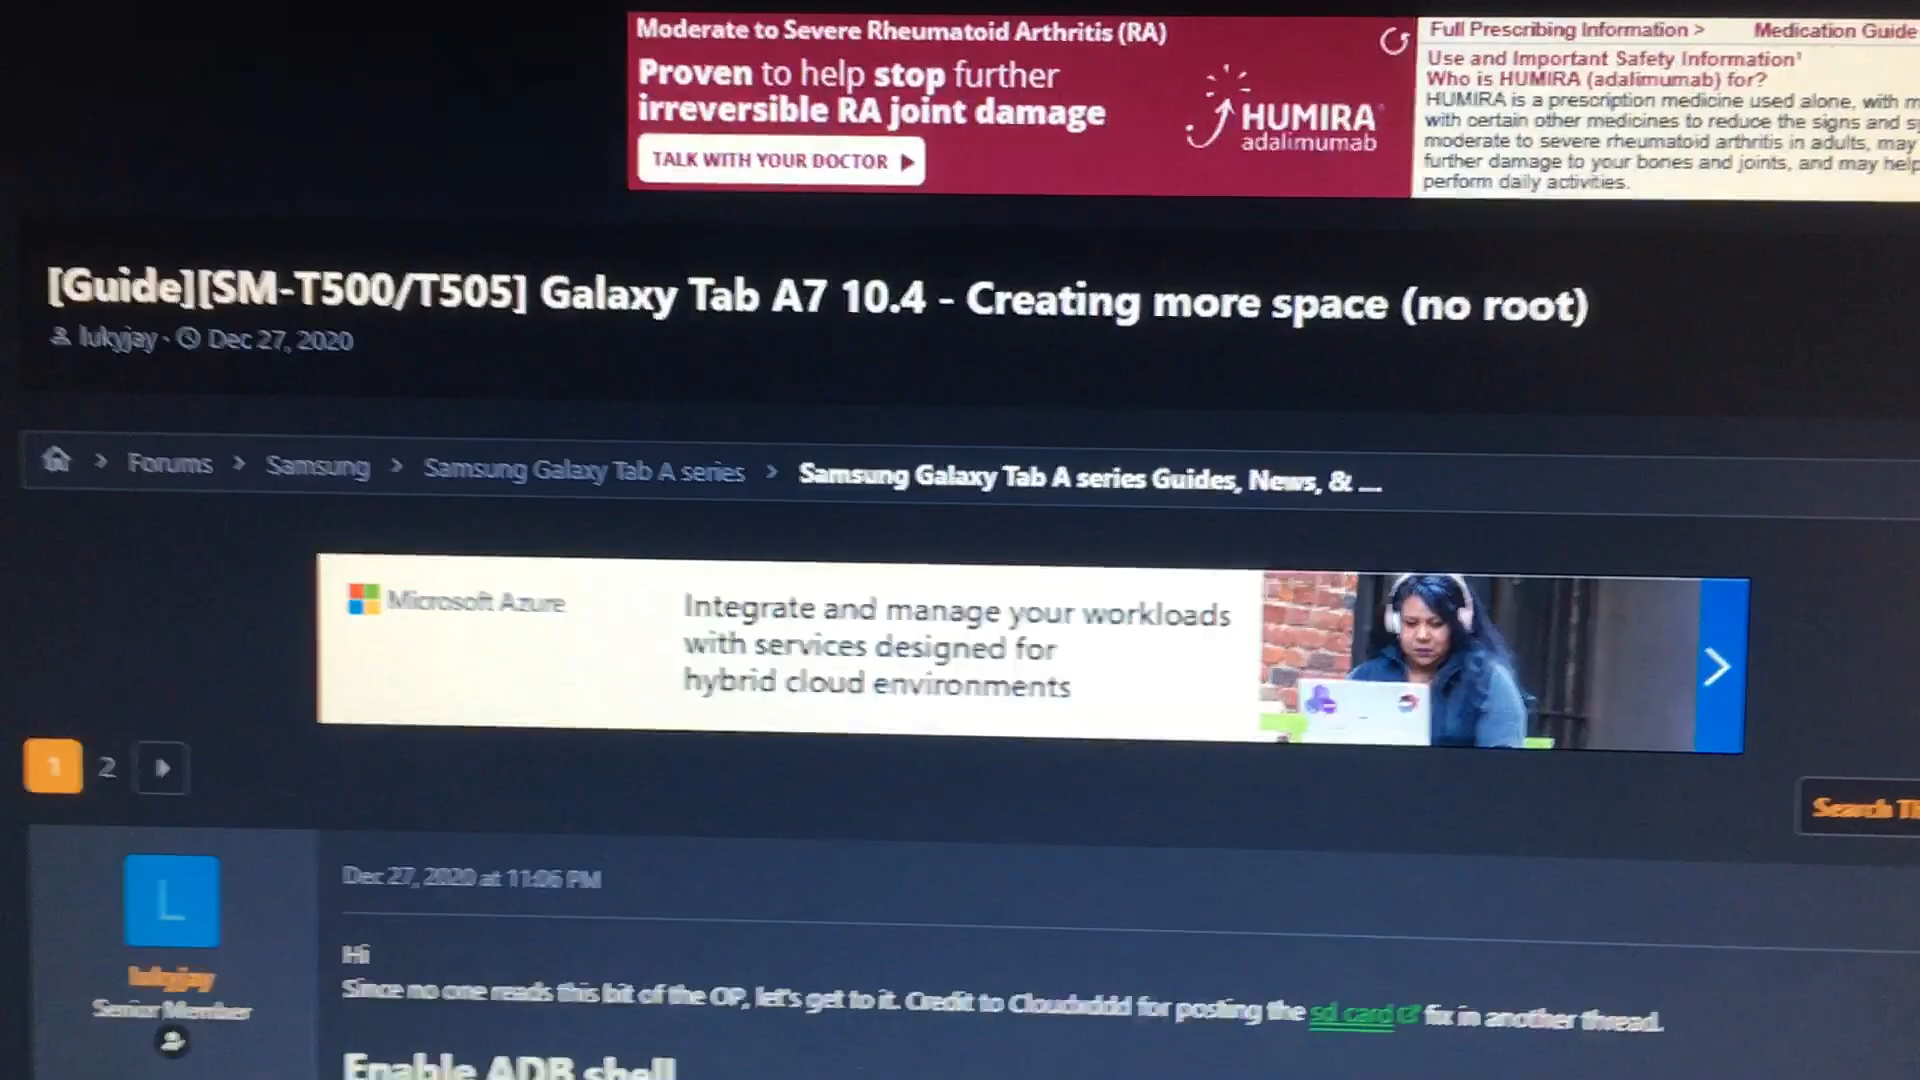 Moderate to Severe Rheumatoid Arthritis (RA)
Proven to help stop further
irreversible RA joint damage
TALK WITH YOUR DOCTOR
HUMIRA
adalimumab
Full Prescribing Information > Medication Guide
Use and Important Safety Information¹
Who is HUMIRA (adalimumab) for?
HUMIRA is a prescription medicine used alone, with m
with certain other medicines to reduce the signs and s
moderate to severe rheumatoid arthritis in adults, may
further damage to your bones and joints, and may help
perform daily activities.
[Guide][SM-T500/T505] Galaxy Tab A7 10.4 - Creating more space (no root)
lukyjay · Dec 27, 2020
Forums > Samsung > Samsung Galaxy Tab A series > Samsung Galaxy Tab A series Guides, News, & ...
Microsoft Azure
Integrate and manage your workloads
with services designed for
hybrid cloud environments
1 2
Search Th
L
lukyjay
Senior Member
Dec 27, 2020 at 11:06 PM
Hi
Since no one reads this bit of the OP, let's get to it. Credit to for posting the sd card fix in another thread.
Enable ADB shell